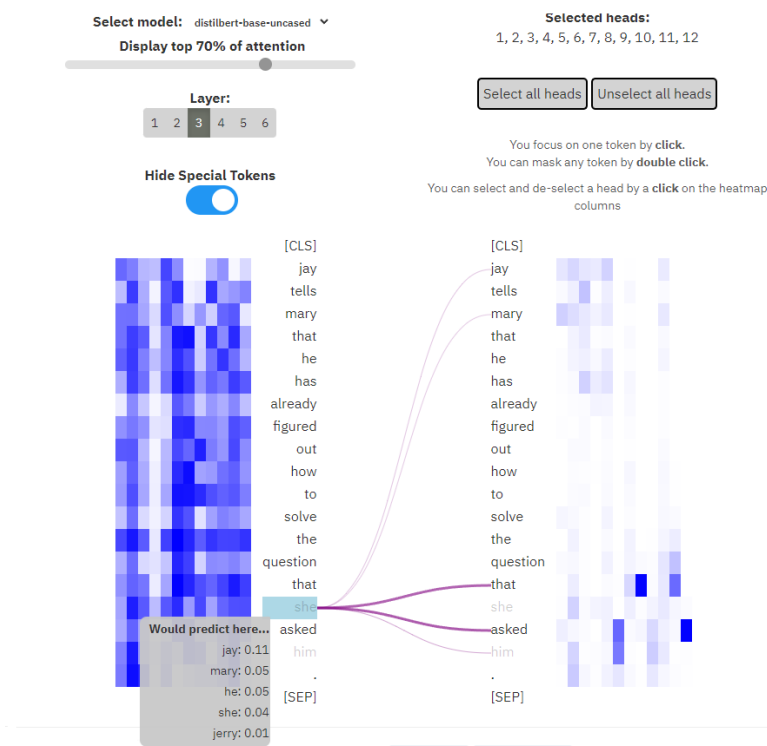 Select model: distilbert-base-uncased
Display top 70% of attention
Layer:
1 2 3 4 5 6
Hide Special Tokens
Selected heads:
1, 2, 3, 4, 5, 6, 7, 8, 9, 10, 11, 12
Select all heads Unselect all heads
You focus on one token by click.
You can mask any token by double click.
You can select and de-select a head by a click on the heatmap
columns
[CLS] [CLS]
jay jay
tells tells
mary mary
that that
he he
has has
already already
figured figured
out out
how how
to to
solve solve
the the
question question
that that
she she
asked asked
him him
. .
[SEP] [SEP]
Would predict here...
jay: 0.11
mary: 0.05
he: 0.05
she: 0.04
jerry: 0.01